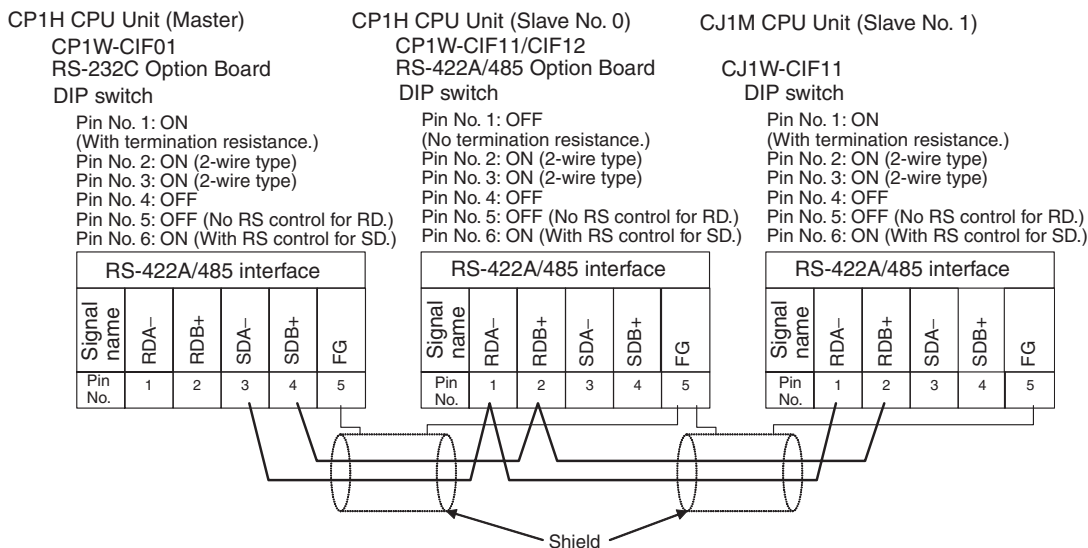 CP1H CPU Unit (Master)
CP1W-CIF01
RS-232C Option Board
DIP switch
Pin No. 1: ON
(With termination resistance.)
Pin No. 2: ON (2-wire type)
Pin No. 3: ON (2-wire type)
Pin No. 4: OFF
Pin No. 5: OFF (No RS control for RD.)
Pin No. 6: ON (With RS control for SD.)
RS-422A/485 interface
Signal name RDA− RDB+ SDA− SDB+ FG
Pin No. 1 2 3 4 5
CP1H CPU Unit (Slave No. 0)
CP1W-CIF11/CIF12
RS-422A/485 Option Board
DIP switch
Pin No. 1: OFF
(No termination resistance.)
Pin No. 2: ON (2-wire type)
Pin No. 3: ON (2-wire type)
Pin No. 4: OFF
Pin No. 5: OFF (No RS control for RD.)
Pin No. 6: ON (With RS control for SD.)
RS-422A/485 interface
Signal name RDA− RDB+ SDA− SDB+ FG
Pin No. 1 2 3 4 5
CJ1M CPU Unit (Slave No. 1)
CJ1W-CIF11
DIP switch
Pin No. 1: ON
(With termination resistance.)
Pin No. 2: ON (2-wire type)
Pin No. 3: ON (2-wire type)
Pin No. 4: OFF
Pin No. 5: OFF (No RS control for RD.)
Pin No. 6: ON (With RS control for SD.)
RS-422A/485 interface
Signal name RDA− RDB+ SDA− SDB+ FG
Pin No. 1 2 3 4 5
Shield